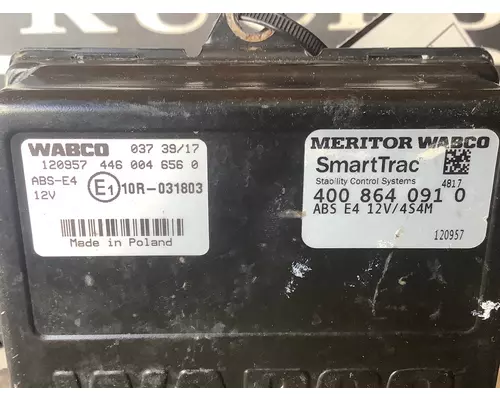 WABCO 037 39/17
120957 446 004 656 0
ABS-E4
12V
E1 10R-031803
Made in Poland
MERITOR WABCO
SmartTrac
Stability Control Systems 4817
400 864 091 0
ABS E4 12V/4S4M
120957